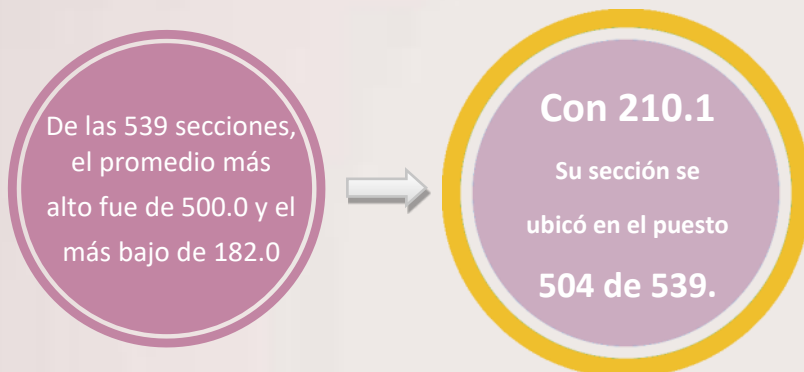 De las 539 secciones,
el promedio más
alto fue de 500.0 y el
más bajo de 182.0
Con 210.1
Su sección se
ubicó en el puesto
504 de 539.